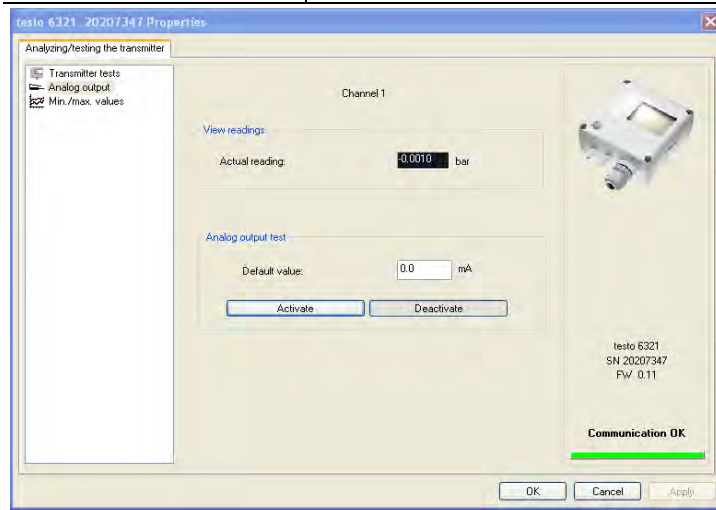 testo 6321 20207347 Properties
Analyzing/testing the transmitter
Transmitter tests
Analog output
Min./max. values
Channel 1
View readings
Actual reading: -0.0010 bar
Analog output test
Default value: 0.0 mA
Activate Deactivate
testo 6321
SN 20207347
FW 0.11
Communication OK
OK Cancel Apply